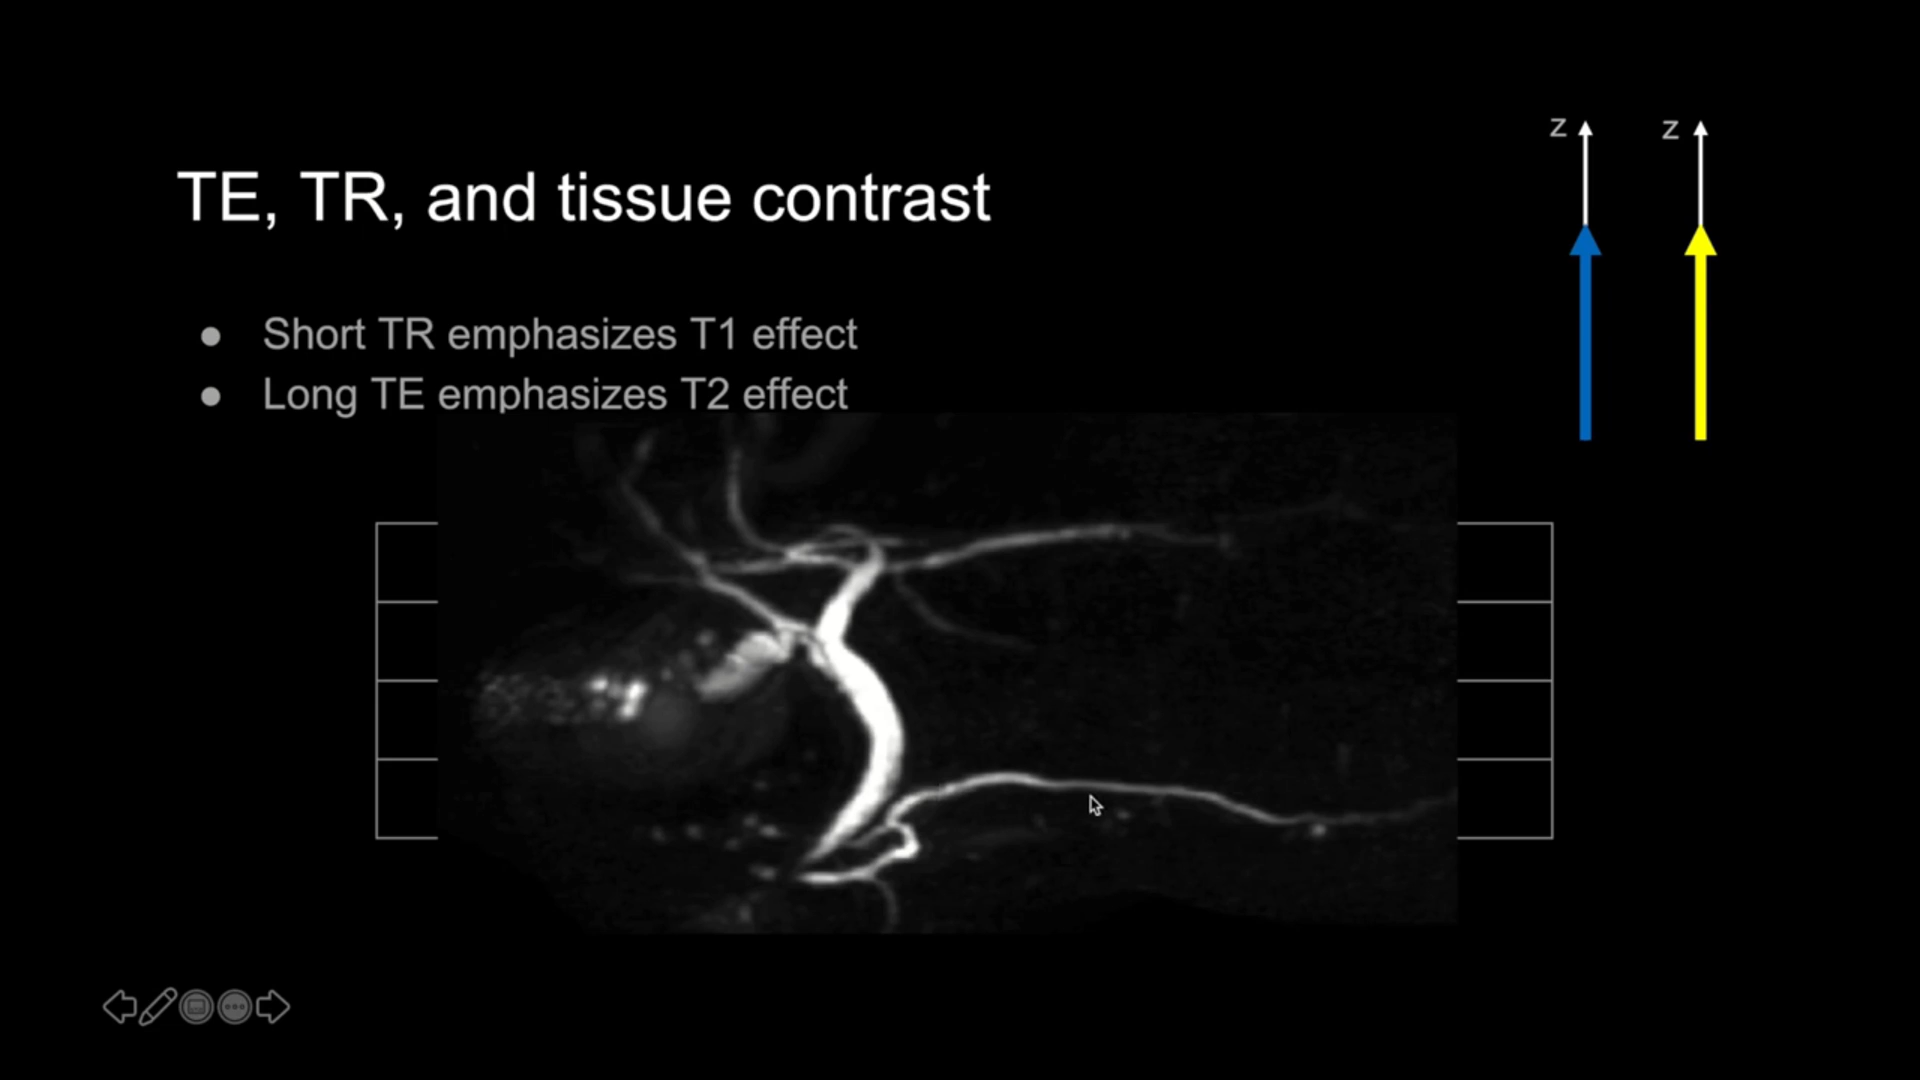 TE, TR, and tissue contrast
z z
Short TR emphasizes T1 effect
Long TE emphasizes T2 effect